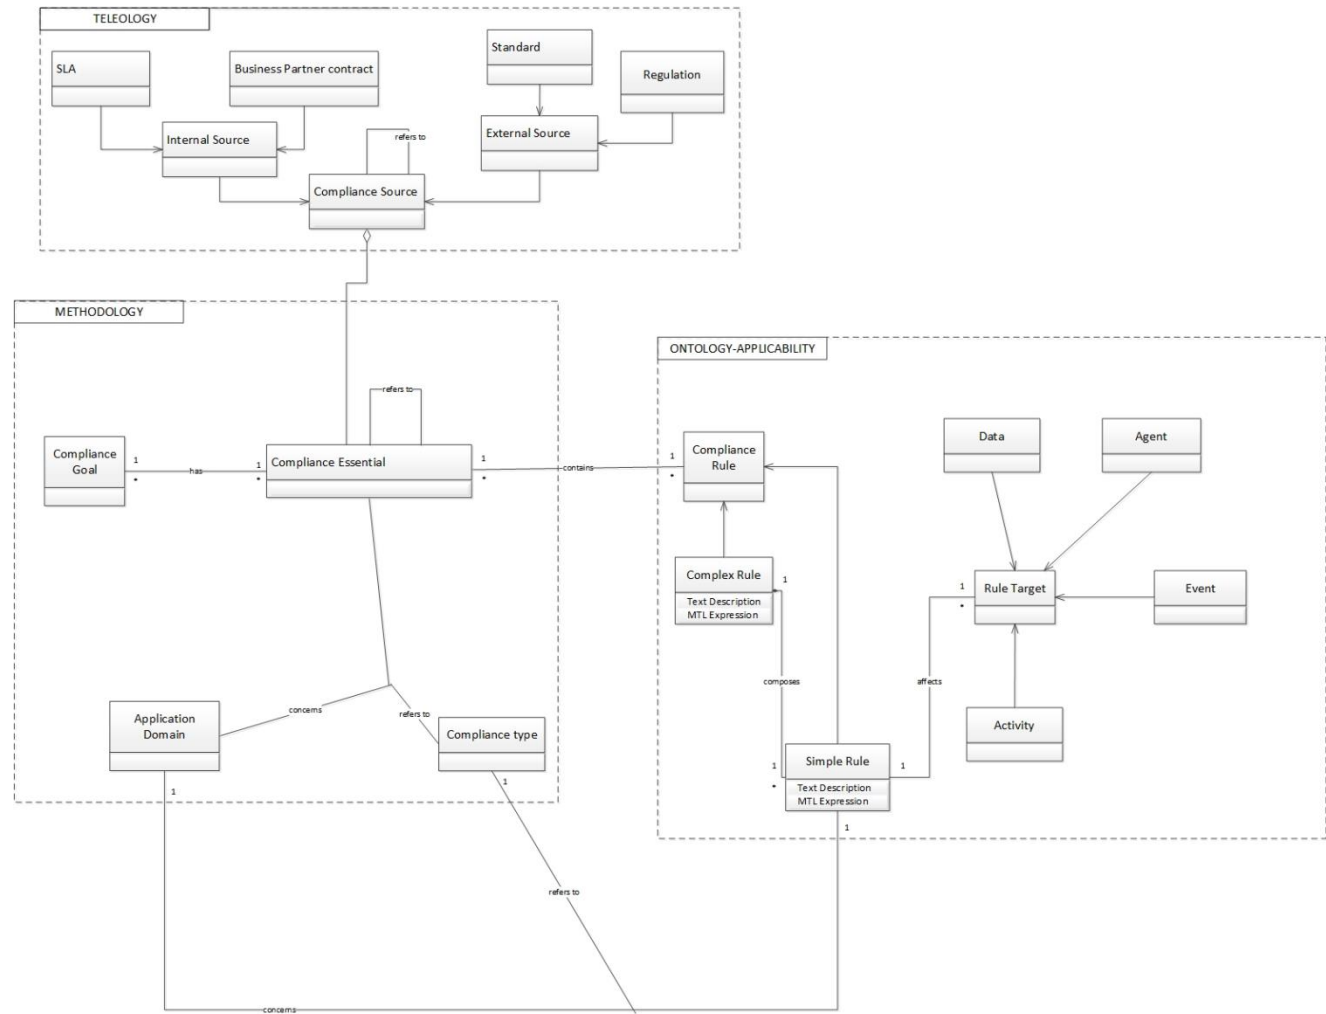 TELEOLOGY
SLA
Business Partner contract
Standard
Regulation
Internal Source
refers to
External Source
Compliance Source
METHODOLOGY
ONTOLOGY-APPLICABILITY
refers to
Compliance
Goal
1
*
has
1
*
Compliance Essential
1
*
contains
1
*
Compliance
Rule
Data
Agent
Complex Rule
Text Description
MTL Expression
1
*
1
*
Rule Target
Event
composes
affects
concerns
refers to
Application
Domain
Compliance type
Activity
1
*
Simple Rule
Text Description
MTL Expression
1
1
1
1
refers to
concerns